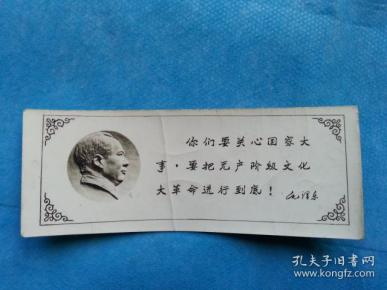 你们要关心国家大
事,要把无产阶级文化
大革命进行到底!
毛泽东
孔夫子旧书网
www.kongfz.com